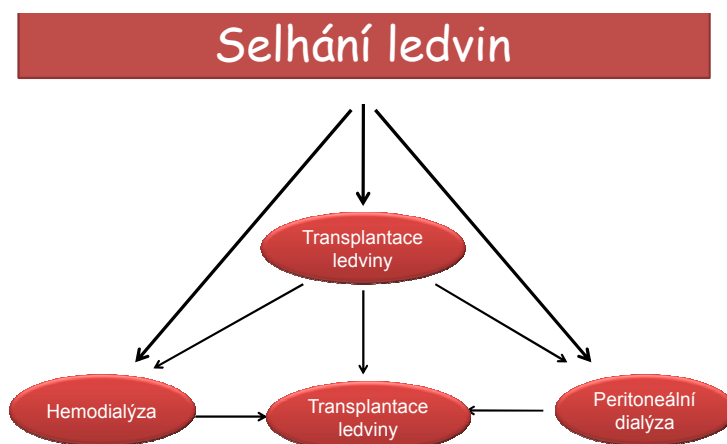 Selhání ledvin
Transplantace
ledviny
Hemodialýza
Transplantace
ledviny
Peritoneální
dialýza